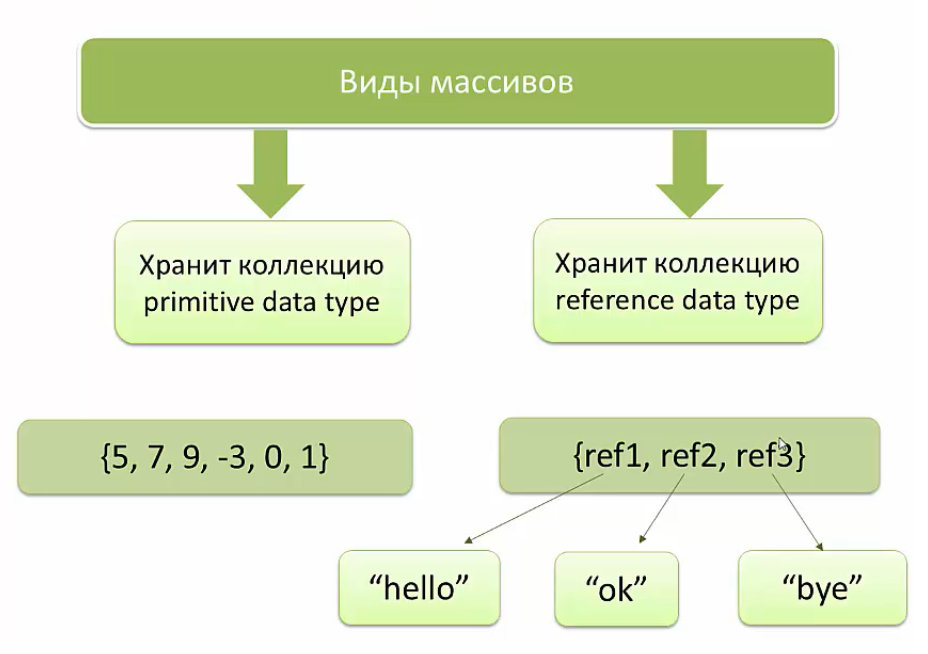 Виды массивов
Хранит коллекцию
primitive data type
Хранит коллекцию
reference data type
{5, 7, 9, -3, 0, 1}
{ref1, ref2, ref3}
“hello”
“ok”
“bye”